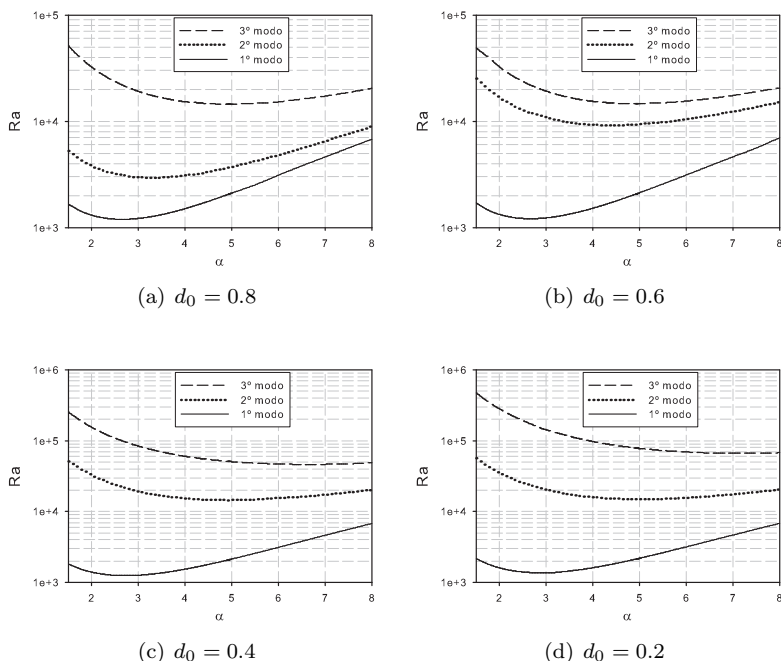 1e+5
1e+4
1e+3
Ra
3º modo
2º modo
1º modo
2 3 4 5 6 7 8
α
(a) d₀ = 0.8
1e+5
1e+4
1e+3
Ra
3º modo
2º modo
1º modo
2 3 4 5 6 7 8
α
(b) d₀ = 0.6
1e+6
1e+5
1e+4
1e+3
Ra
3º modo
2º modo
1º modo
2 3 4 5 6 7 8
α
(c) d₀ = 0.4
1e+6
1e+5
1e+4
1e+3
Ra
3º modo
2º modo
1º modo
2 3 4 5 6 7 8
α
(d) d₀ = 0.2